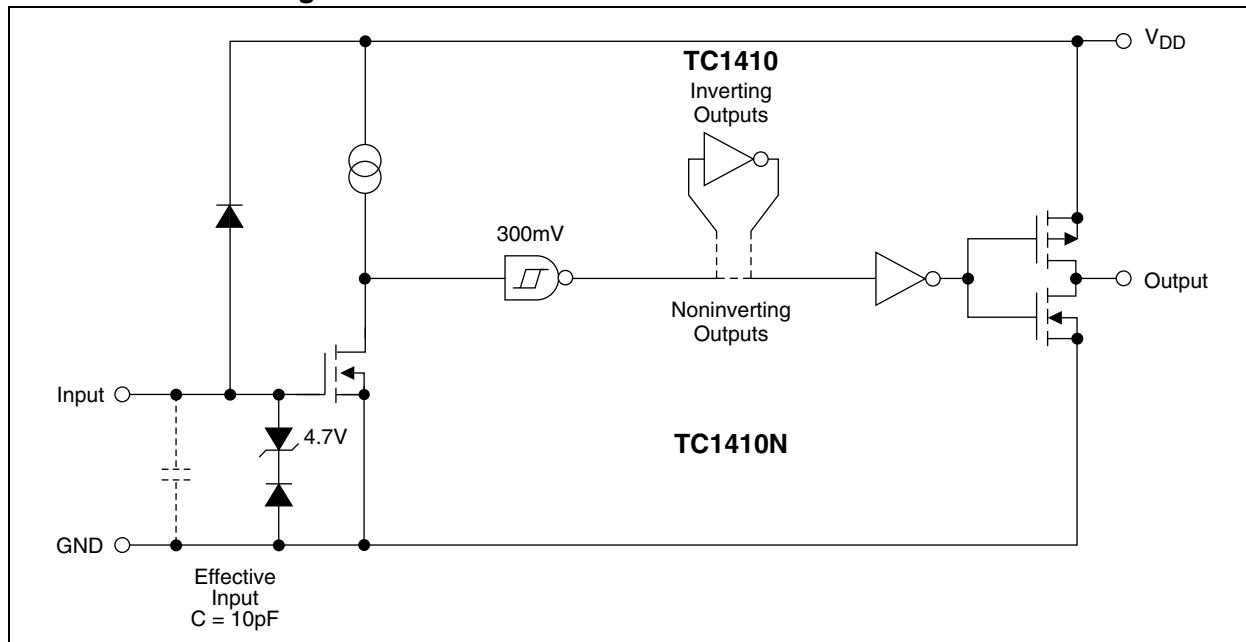 V_DD
TC1410
Inverting
Outputs
300mV
Noninverting
Outputs
Output
Input
4.7V
TC1410N
GND
Effective
Input
C = 10pF